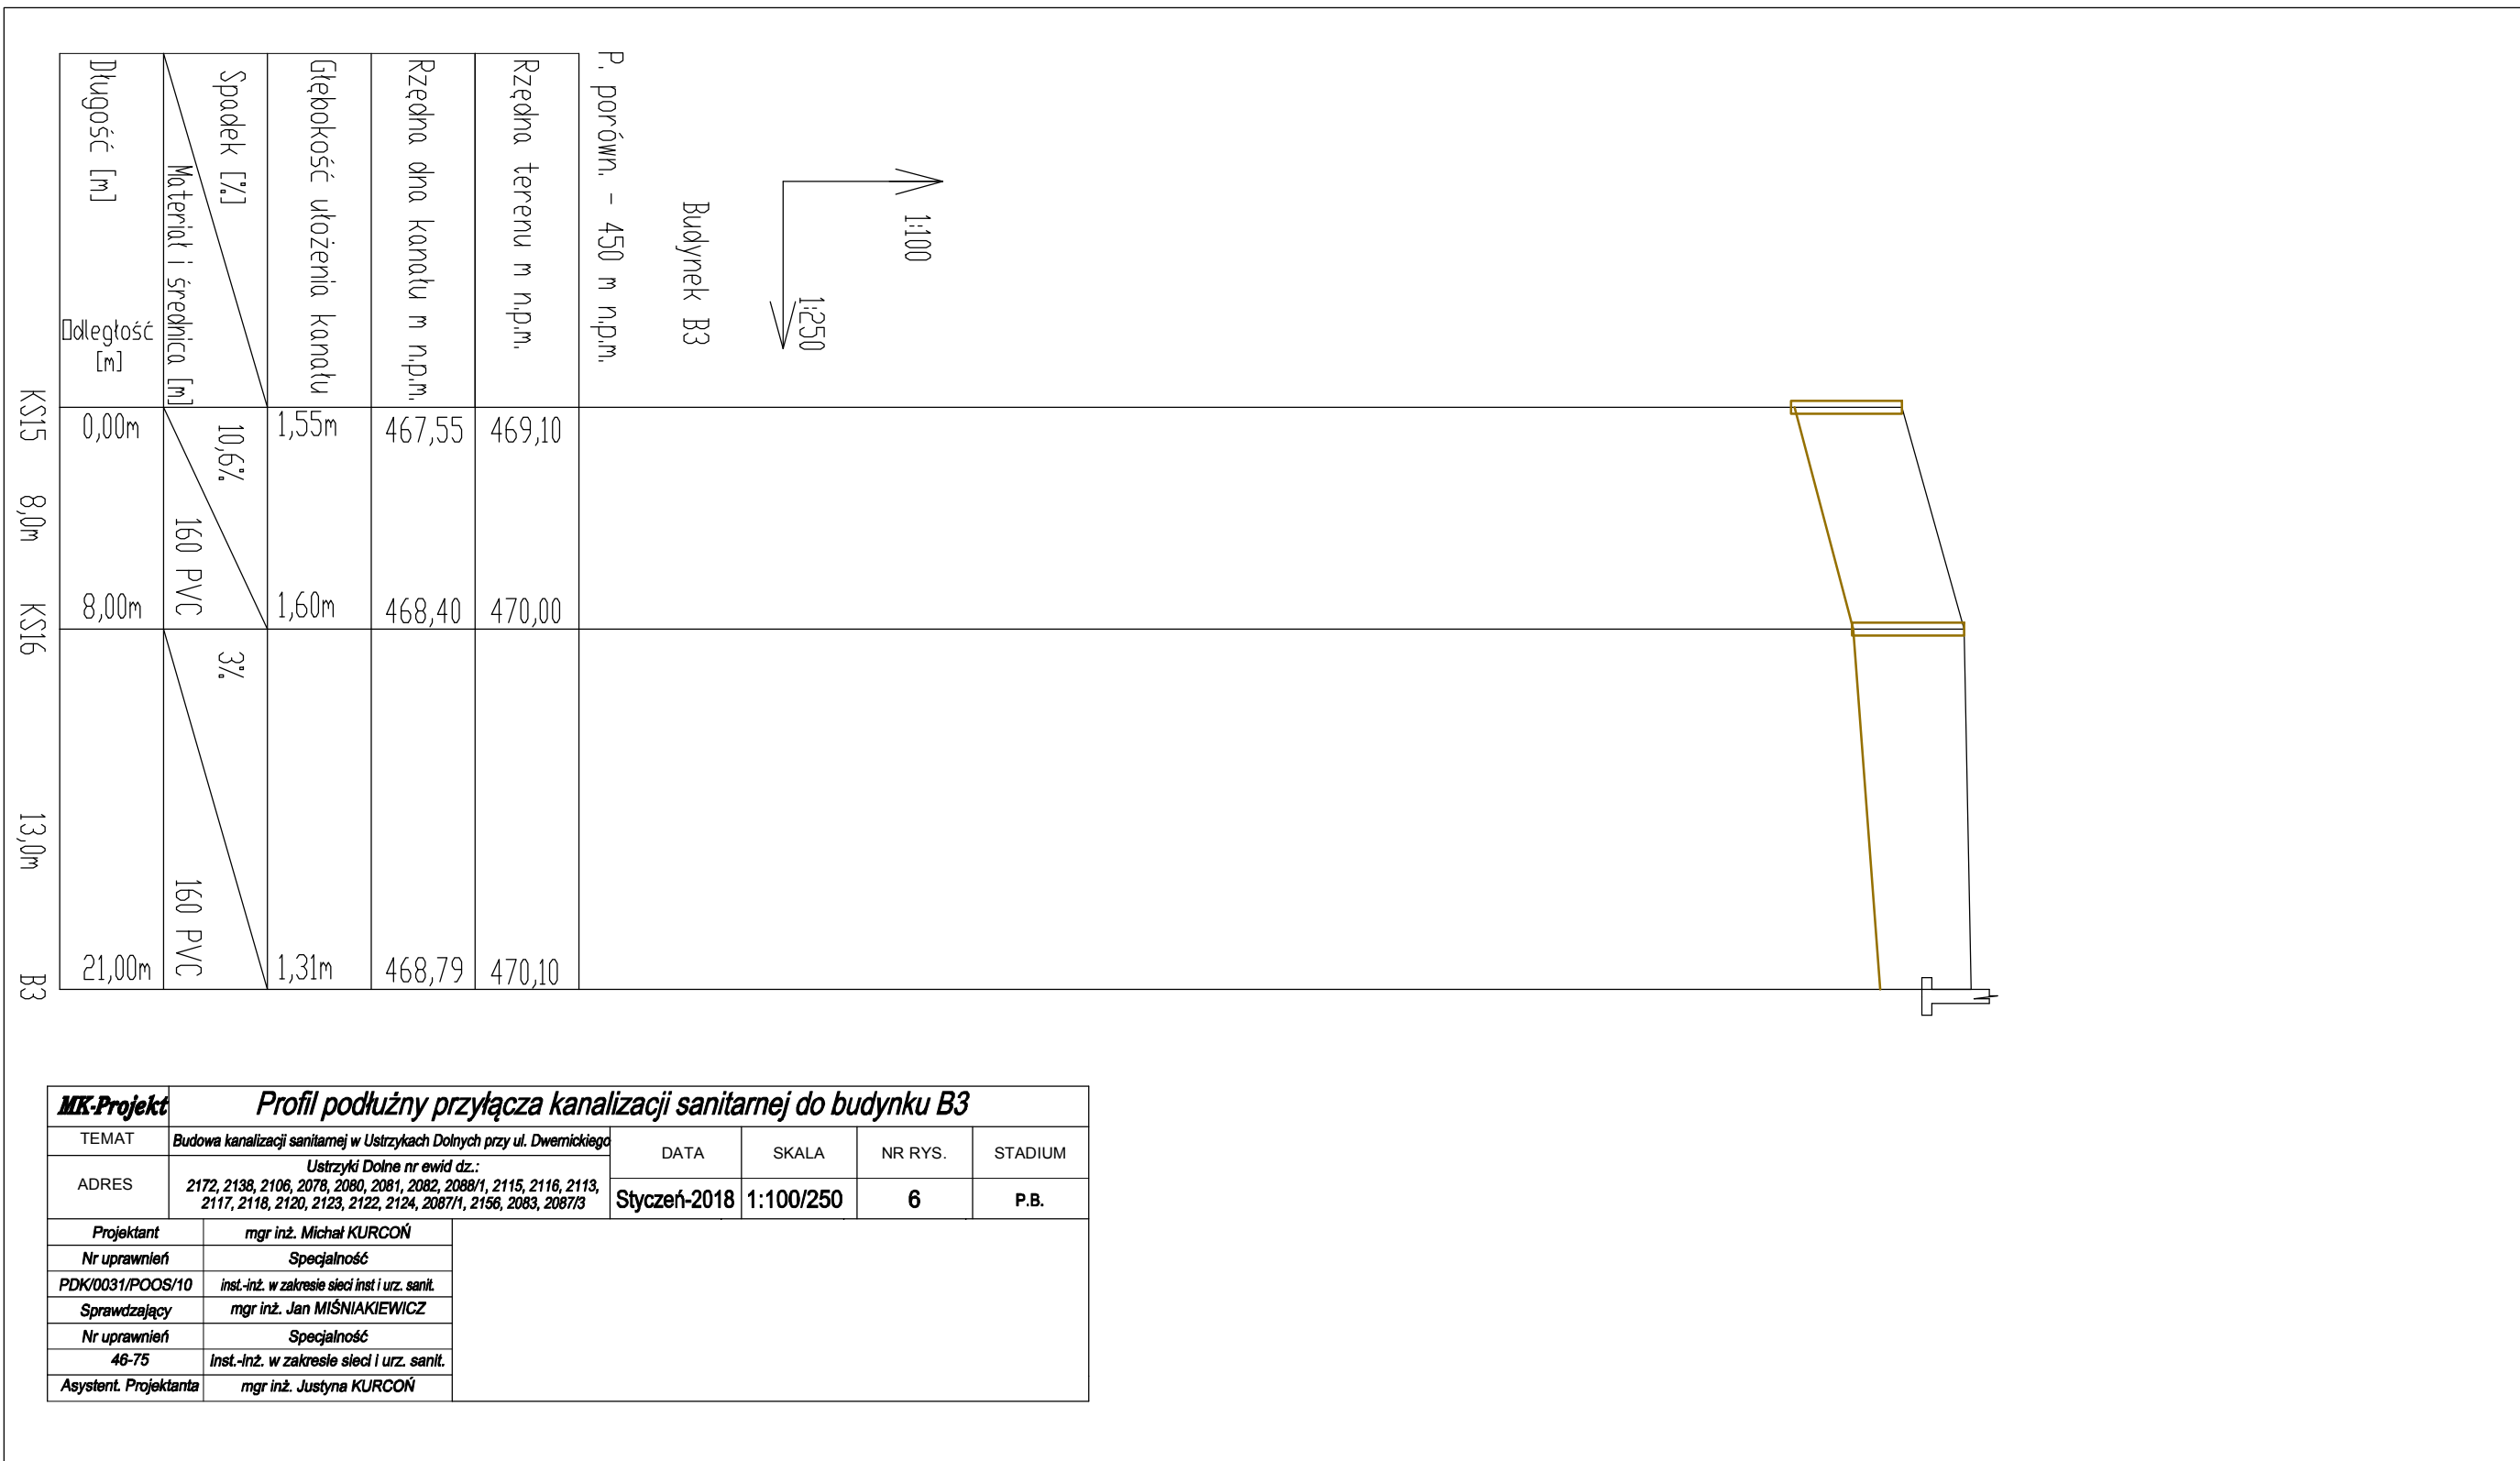 P. porówn. - 450 m n.p.m.
Budynek B3
1:100
1:250
Rzędna terenu m n.p.m. 469,10 470,00 470,10
Rzędna dna kanału m n.p.m. 467,55 468,40 468,79
Głębokość ułożenia kanału 1,55m 1,60m 1,31m
Spadek [%] 10,6% 3%
Materiał i średnica [m] 160 PVC 160 PVC
Długość [m] Odległość [m] 0,00m 8,00m 21,00m
KS15 8,0m KS16 13,0m B3
MK-Projekt Profil podłużny przyłącza kanalizacji sanitarnej do budynku B3
TEMAT Budowa kanalizacji sanitarnej w Ustrzykach Dolnych przy ul. Dwernickiego
DATA SKALA NR RYS. STADIUM
ADRES Ustrzyki Dolne nr ewid dz.:
2172, 2138, 2106, 2078, 2080, 2081, 2082, 2088/1, 2115, 2116, 2113,
2117, 2118, 2120, 2123, 2122, 2124, 2087/1, 2156, 2083, 2087/3
Styczeń-2018 1:100/250 6 P.B.
Projektant mgr inż. Michał KURCOŃ
Nr uprawnień Specjalność
PDK/0031/POOS/10 inst.-inż. w zakresie sieci inst i urz. sanit.
Sprawdzający mgr inż. Jan MIŚNIAKIEWICZ
Nr uprawnień Specjalność
46-75 inst.-inż. w zakresie sieci i urz. sanit.
Asystent. Projektanta mgr inż. Justyna KURCOŃ